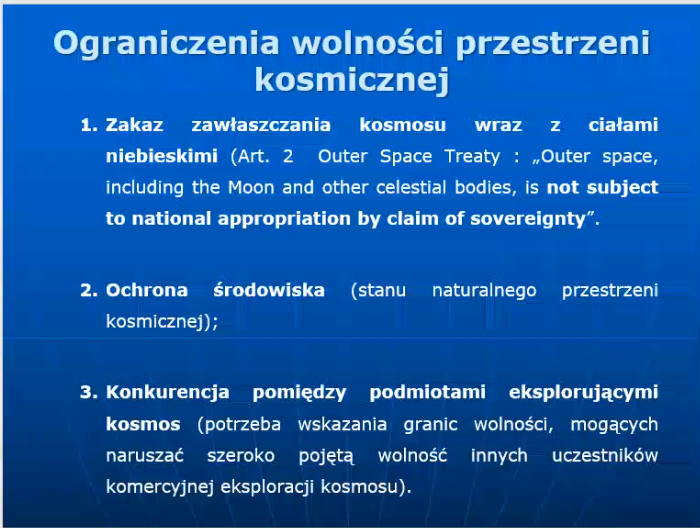 Ograniczenia wolności przestrzeni
kosmicznej
1. Zakaz zawłaszczania kosmosu wraz z ciałami
niebieskimi (Art. 2 Outer Space Treaty : „Outer space,
including the Moon and other celestial bodies, is not subject
to national appropriation by claim of sovereignty”.
2. Ochrona środowiska (stanu naturalnego przestrzeni
kosmicznej);
3. Konkurencja pomiędzy podmiotami eksplorującymi
kosmos (potrzeba wskazania granic wolności, mogących
naruszać szeroko pojętą wolność innych uczestników
komercyjnej eksploracji kosmosu).